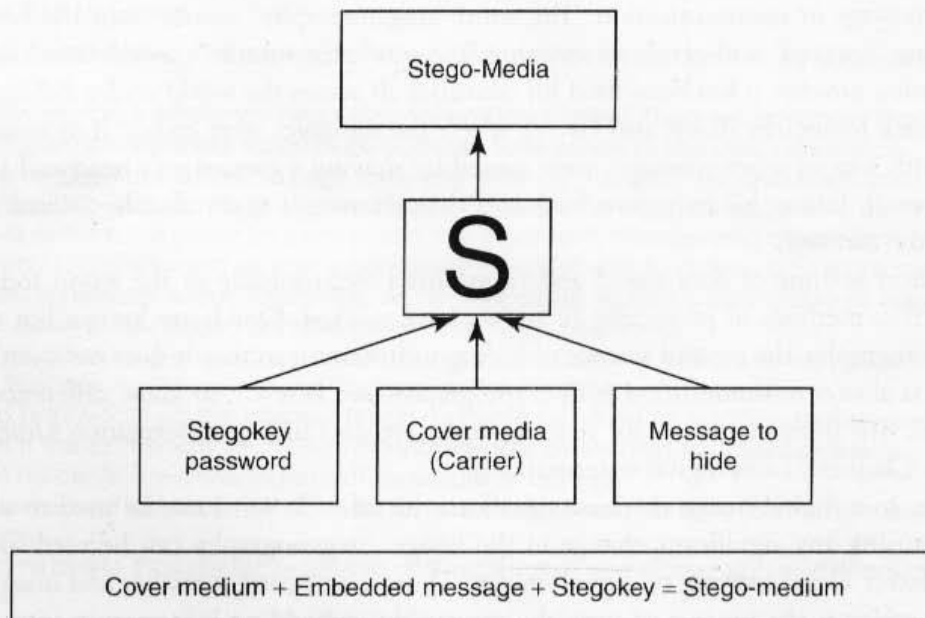 Stego-Media
S
Stegokey
password
Cover media
(Carrier)
Message to
hide
Cover medium + Embedded message + Stegokey = Stego-medium